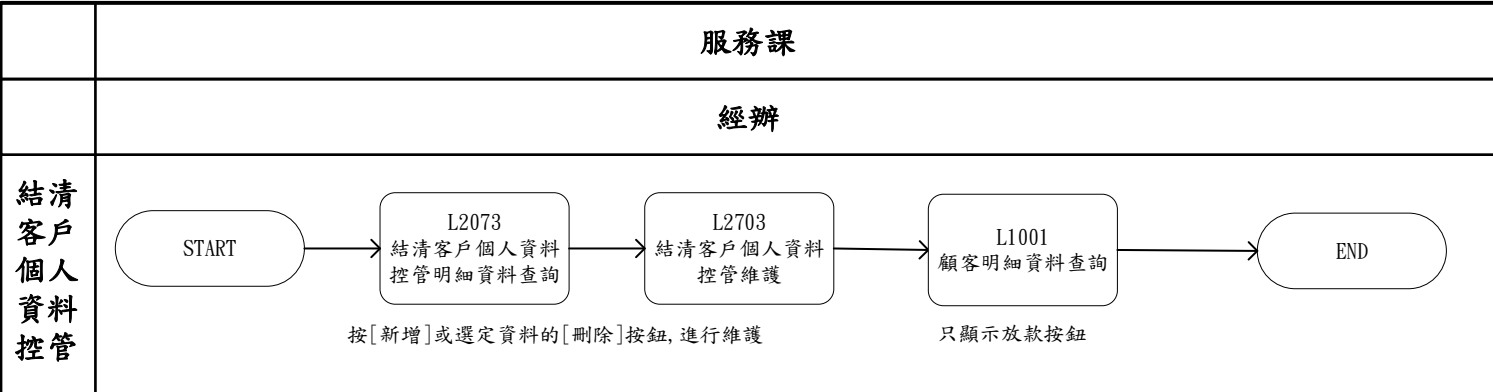 服務課
經辦
結清
客戶
個人
資料
控管
START
L2073
結清客戶個人資料
控管明細資料查詢
L2703
結清客戶個人資料
控管維護
L1001
顧客明細資料查詢
END
按[新增]或選定資料的[刪除]按鈕,進行維護
只顯示放款按鈕